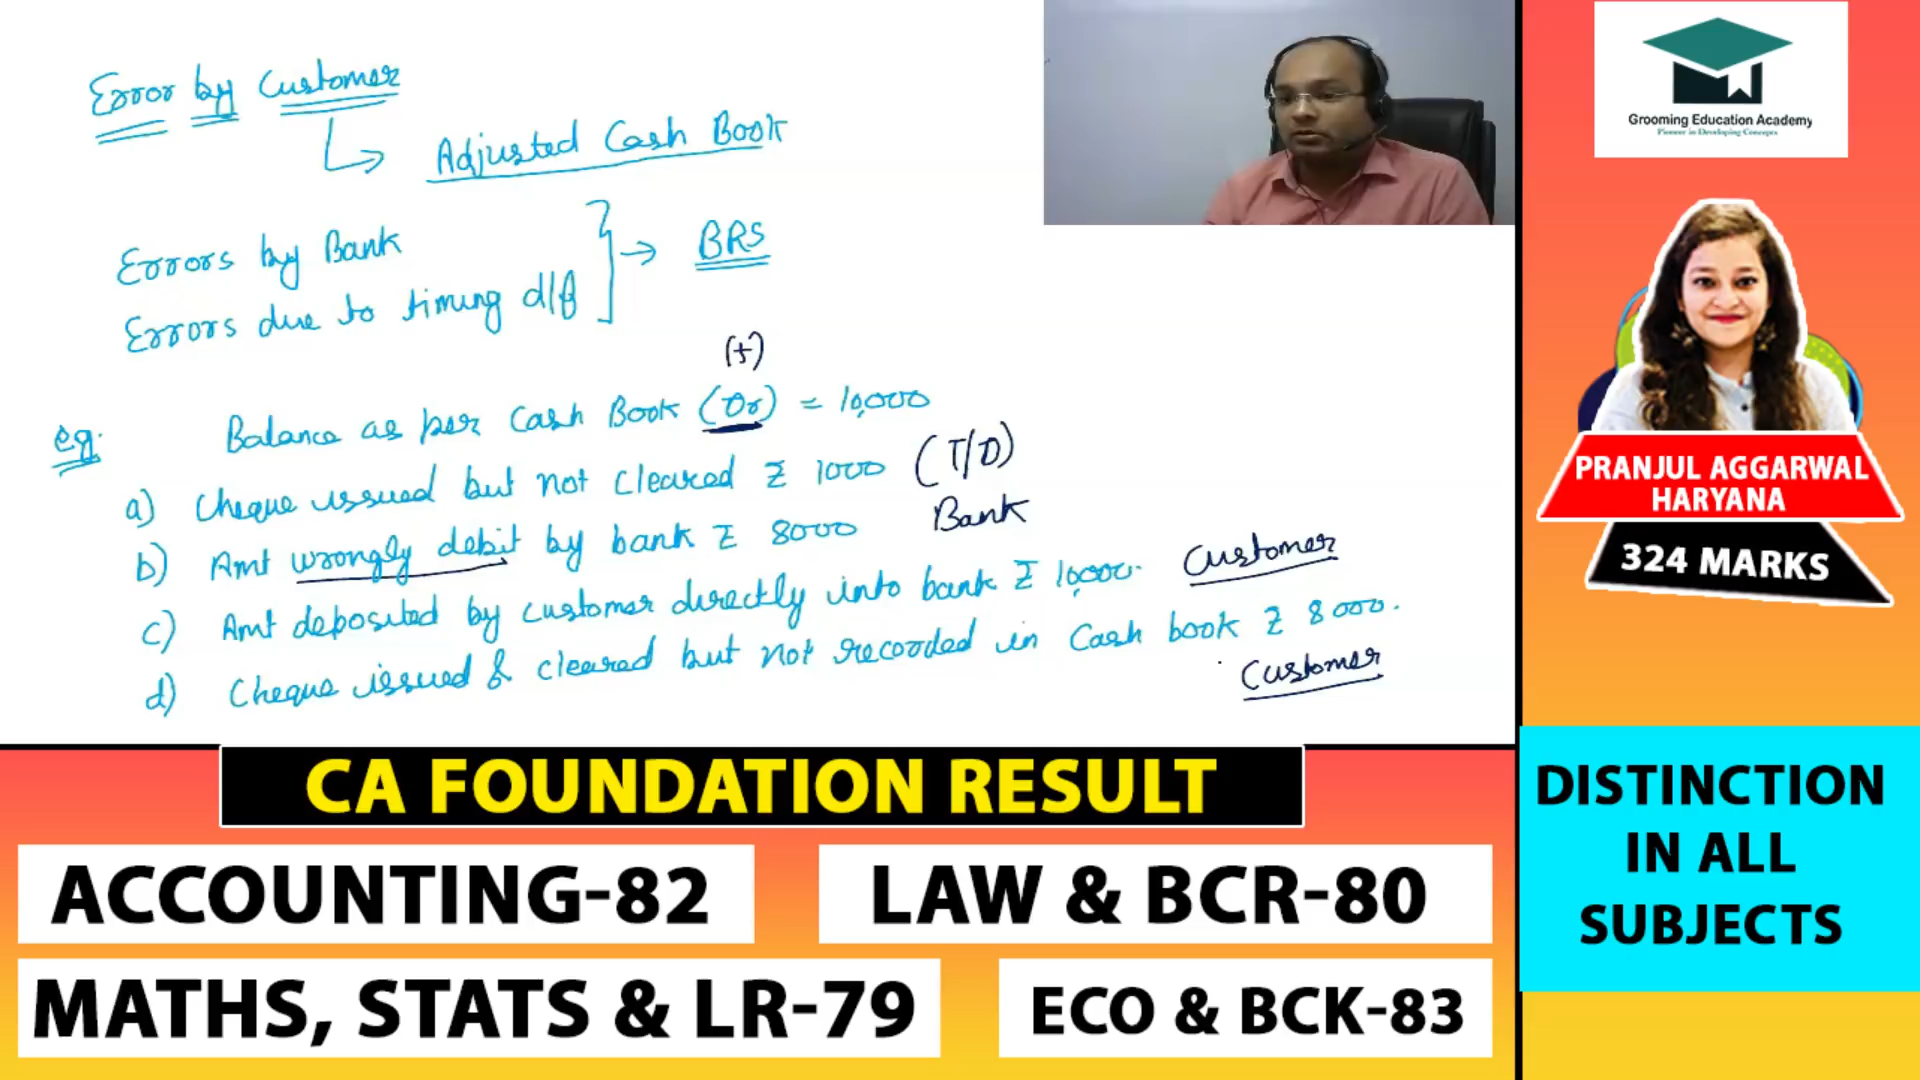 Error by Customer
Adjusted Cash Book
Errors by Bank
Errors due to timing diff
BRS
(+)
eg: Balance as per Cash Book (Dr) = 10,000
a) Cheque issued but not cleared ₹ 1000 (T/D)
b) Amt wrongly debit by bank ₹ 8000 Bank
c) Amt deposited by customer directly into bank ₹ 10,000. Customer
d) Cheque issued & cleared but not recorded in Cash book ₹ 8000.
Customer
Grooming Education Academy
Pioneer in Developing Concepts
PRANJUL AGGARWAL
HARYANA
324 MARKS
DISTINCTION
IN ALL
SUBJECTS
CA FOUNDATION RESULT
ACCOUNTING-82
LAW & BCR-80
MATHS, STATS & LR-79
ECO & BCK-83